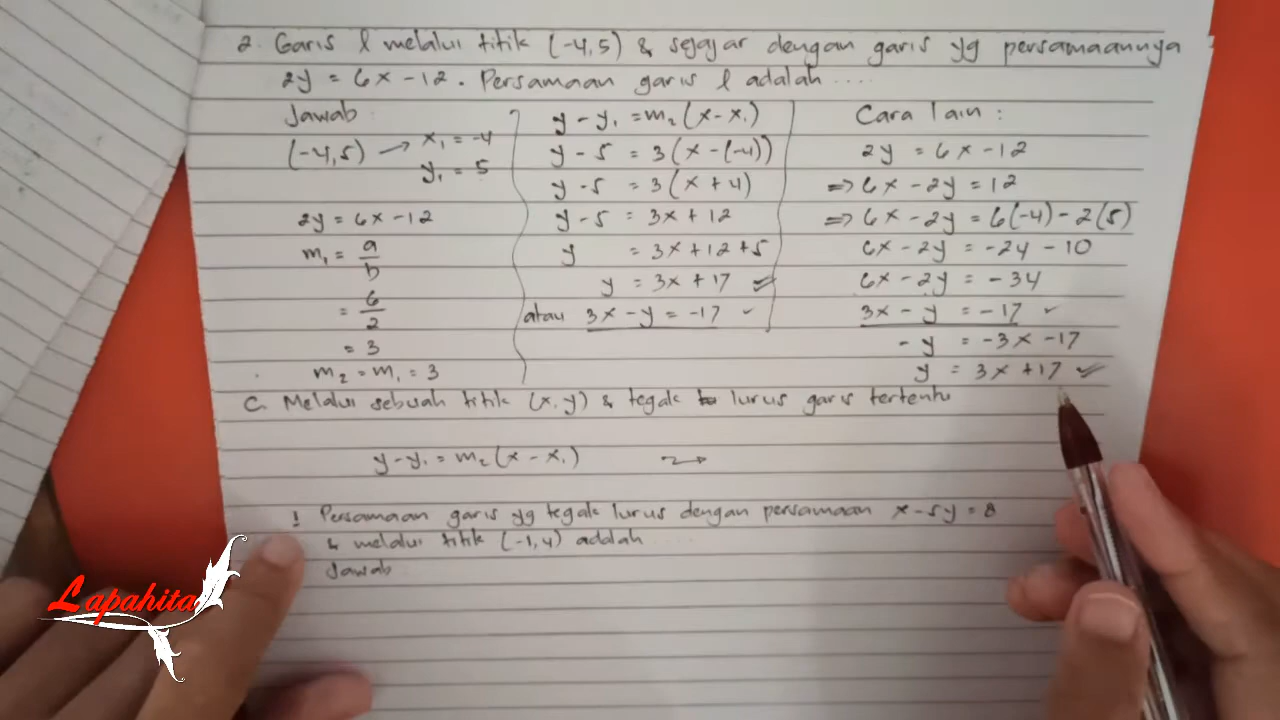 2. Garis l melalui titik (-4,5) & sejajar dengan garis yg persamaannya
2y = 6x - 12. Persamaan garis l adalah ....
Jawab
(-4,5) → x₁ = -4
y₁ = 5
2y = 6x - 12
m₁ = a/b
= 6/2
= 3
m₂ = m₁ = 3
y - y₁ = m₂(x - x₁)
y - 5 = 3(x - (-4))
y - 5 = 3(x + 4)
y - 5 = 3x + 12
y = 3x + 12 + 5
y = 3x + 17
atau 3x - y = -17
Cara lain :
2y = 6x - 12
⇒ 6x - 2y = 12
⇒ 6x - 2y = 6(-4) - 2(5)
6x - 2y = -24 - 10
6x - 2y = -34
3x - y = -17
- y = -3x - 17
y = 3x + 17
C. Melalui sebuah titik (x,y) & tegak lurus garis tertentu
y - y₁ = m₂(x - x₁) →
1 Persamaan garis yg tegak lurus dengan persamaan x - 5y = 8
& melalui titik (-1,4) adalah ....
Jawab
Lapahita